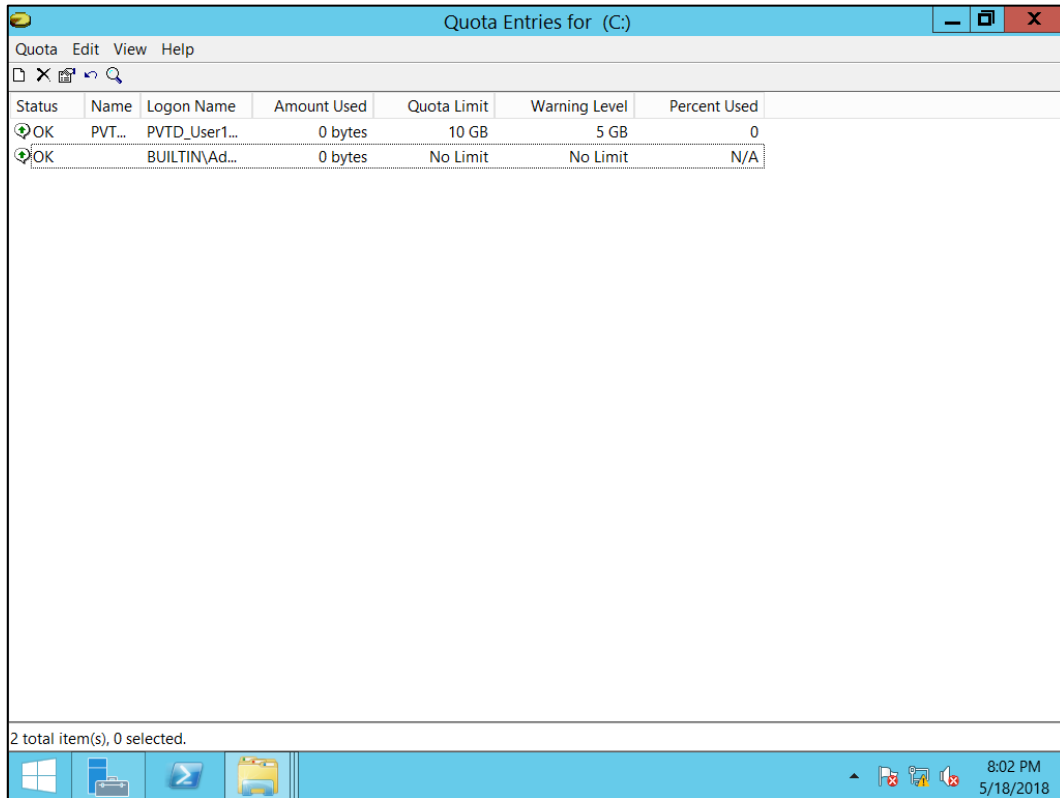 Quota Entries for (C:)
Quota Edit View Help
Status Name Logon Name Amount Used Quota Limit Warning Level Percent Used
OK PVT... PVTD_User1... 0 bytes 10 GB 5 GB 0
OK BUILTIN\Ad... 0 bytes No Limit No Limit N/A
2 total item(s), 0 selected.
8:02 PM
5/18/2018